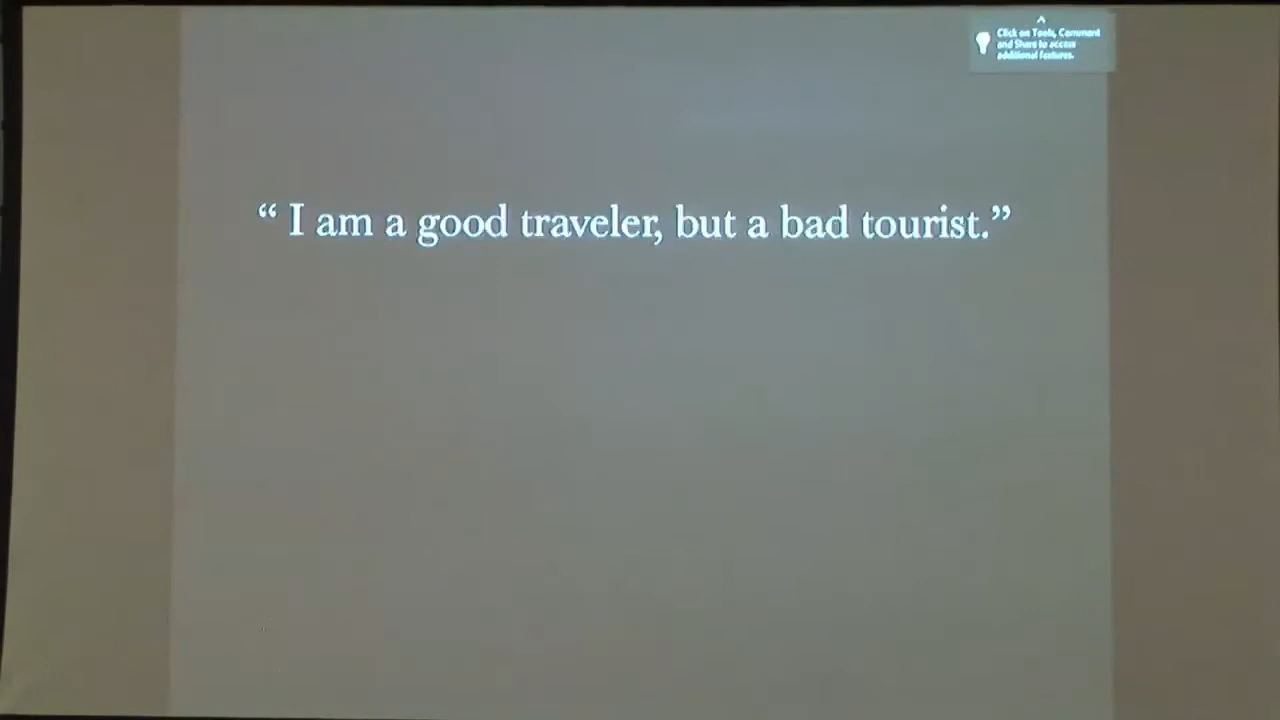 Click on Tools, Comment
and Share to access
additional features.
“ I am a good traveler, but a bad tourist.”